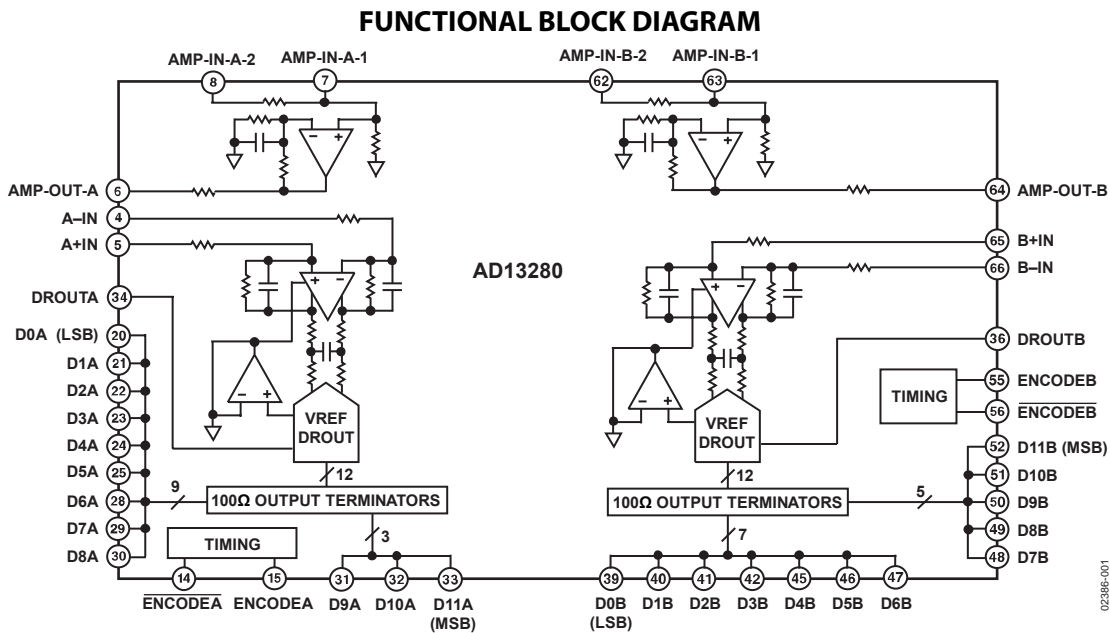 FUNCTIONAL BLOCK DIAGRAM
AMP-IN-A-2 AMP-IN-A-1 AMP-IN-B-2 AMP-IN-B-1
8 7 62 63
− + − +
AMP-OUT-A 6 64 AMP-OUT-B
A–IN 4
A+IN 5 65 B+IN
AD13280 66 B–IN
+ − + −
DROUTA 34
D0A (LSB) 20 36 DROUTB
D1A 21 55 ENCODEB
TIMING
D2A 22 − + − +
VREF
DROUT
VREF
DROUT
56 ENCODEB
D3A 23
D4A 24 52 D11B (MSB)
D5A 25 12 12 51 D10B
D6A 28 9 100Ω OUTPUT TERMINATORS 100Ω OUTPUT TERMINATORS 5 50 D9B
D7A 29 3 7 49 D8B
TIMING
D8A 30 48 D7B
14 15 31 32 33 39 40 41 42 45 46 47
ENCODEA ENCODEA D9A D10A D11A D0B D1B D2B D3B D4B D5B D6B
(MSB) (LSB)
02386-001